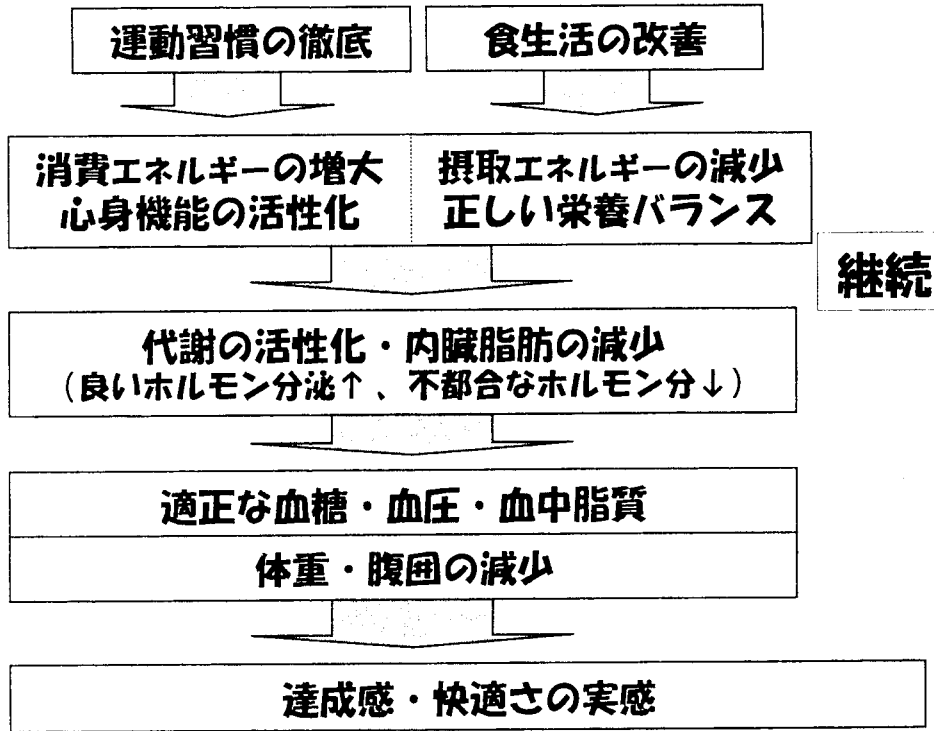 運動習慣の徹底
食生活の改善
消費エネルギーの増大
心身機能の活性化
摂取エネルギーの減少
正しい栄養バランス
継続
代謝の活性化・内臓脂肪の減少
（良いホルモン分泌↑、不都合なホルモン分↓）
適正な血糖・血圧・血中脂質
体重・腹囲の減少
達成感・快適さの実感